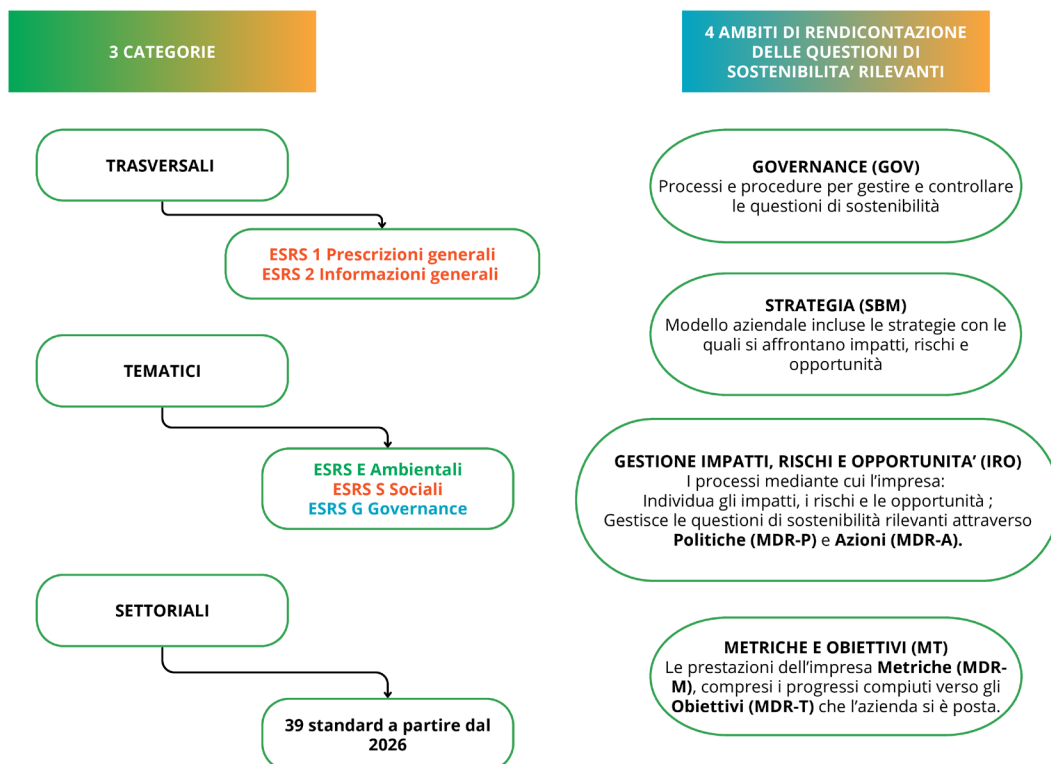 3 CATEGORIE
TRASVERSALI
ESRS 1 Prescrizioni generali
ESRS 2 Informazioni generali
TEMATICI
ESRS E Ambientali
ESRS S Sociali
ESRS G Governance
SETTORIALI
39 standard a partire dal
2026
4 AMBITI DI RENDICONTAZIONE
DELLE QUESTIONI DI
SOSTENIBILITA’ RILEVANTI
GOVERNANCE (GOV)
Processi e procedure per gestire e controllare
le questioni di sostenibilità
STRATEGIA (SBM)
Modello aziendale incluse le strategie con le
quali si affrontano impatti, rischi e
opportunità
GESTIONE IMPATTI, RISCHI E OPPORTUNITA’ (IRO)
I processi mediante cui l’impresa:
Individua gli impatti, i rischi e le opportunità ;
Gestisce le questioni di sostenibilità rilevanti attraverso
Politiche (MDR-P) e Azioni (MDR-A).
METRICHE E OBIETTIVI (MT)
Le prestazioni dell’impresa Metriche (MDR-
M), compresi i progressi compiuti verso gli
Obiettivi (MDR-T) che l’azienda si è posta.